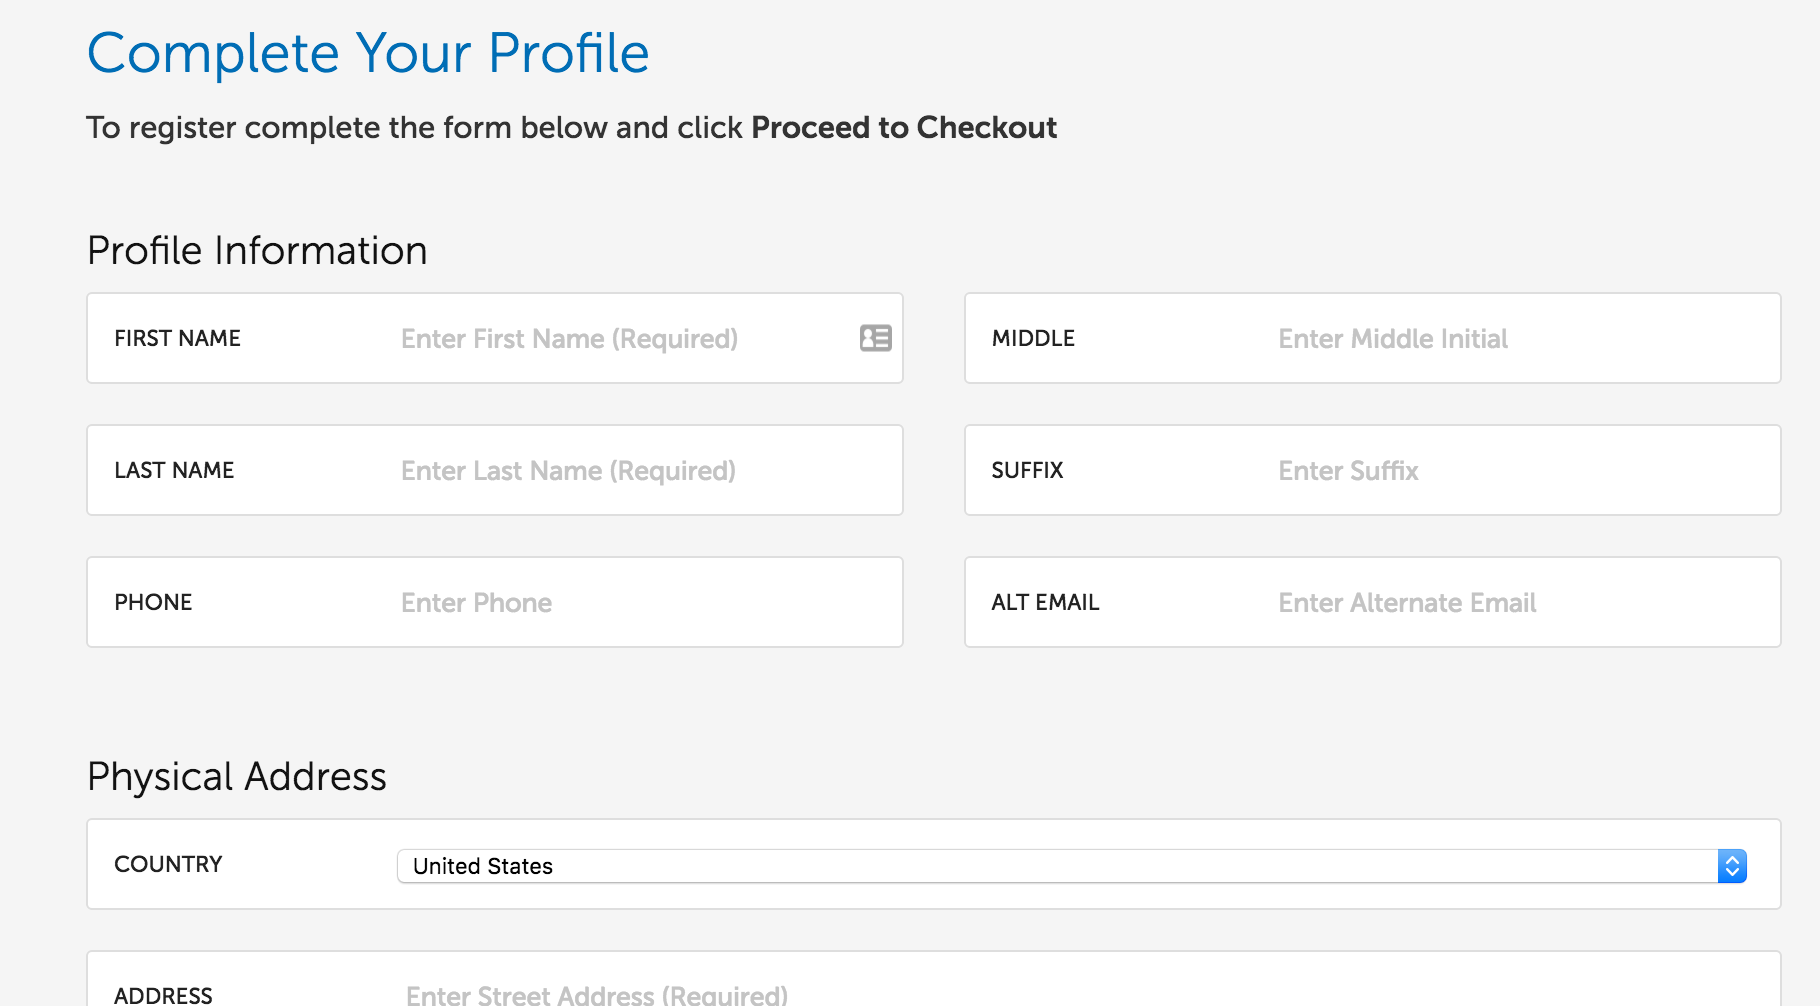 Complete Your Profile
To register complete the form below and click Proceed to Checkout
Profile Information
FIRST NAME Enter First Name (Required)
MIDDLE Enter Middle Initial
LAST NAME Enter Last Name (Required)
SUFFIX Enter Suffix
PHONE Enter Phone
ALT EMAIL Enter Alternate Email
Physical Address
COUNTRY United States
ADDRESS Enter Street Address (Required)